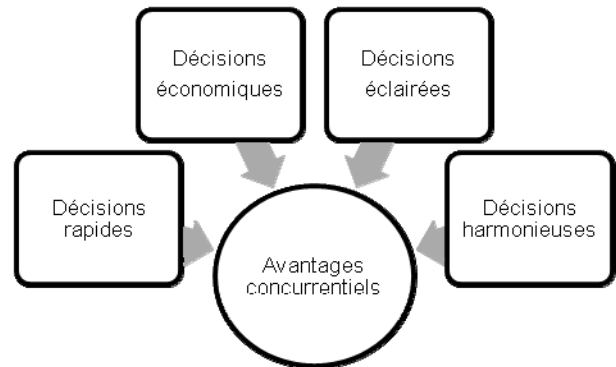 Décisions
économiques
Décisions
éclairées
Décisions
rapides
Décisions
harmonieuses
Avantages
concurrentiels